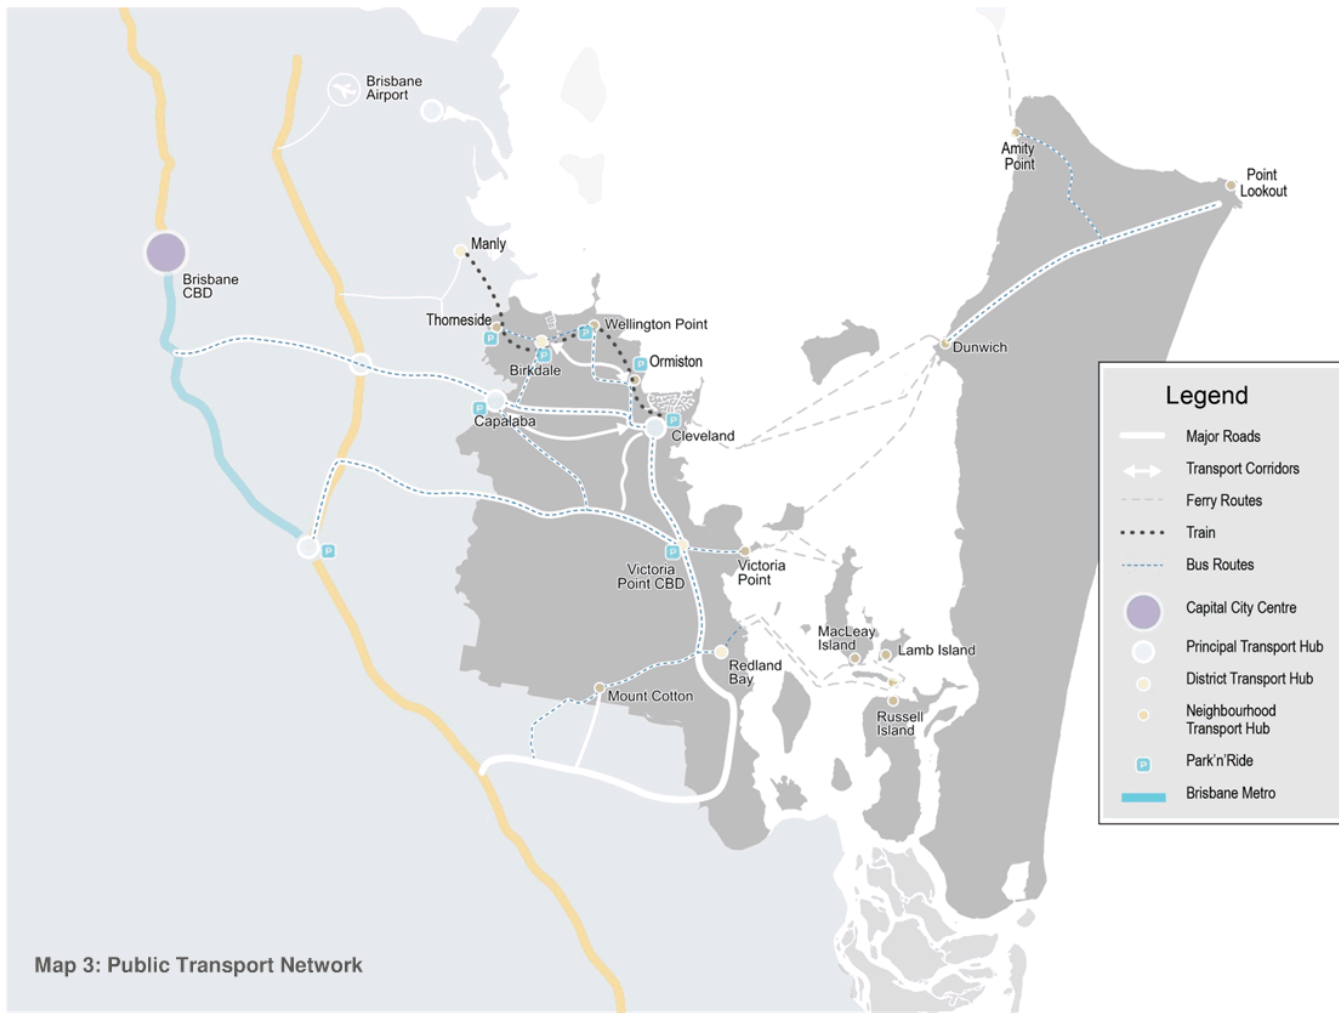 Brisbane
Airport
Amity
Point
Point
Lookout
Manly
Brisbane
CBD
Thorneside
Wellington Point
Birkdale
Ormiston
Dunwich
Capalaba
Cleveland
Victoria
Point CBD
Victoria
Point
MacLeay
Island
Lamb Island
Redland
Bay
Mount Cotton
Russell
Island
P
P
P
P
P
P
P
P
Legend
Major Roads
Transport Corridors
Ferry Routes
Train
Bus Routes
Capital City Centre
Principal Transport Hub
District Transport Hub
Neighbourhood
Transport Hub
P
Park'n'Ride
Brisbane Metro
Map 3: Public Transport Network